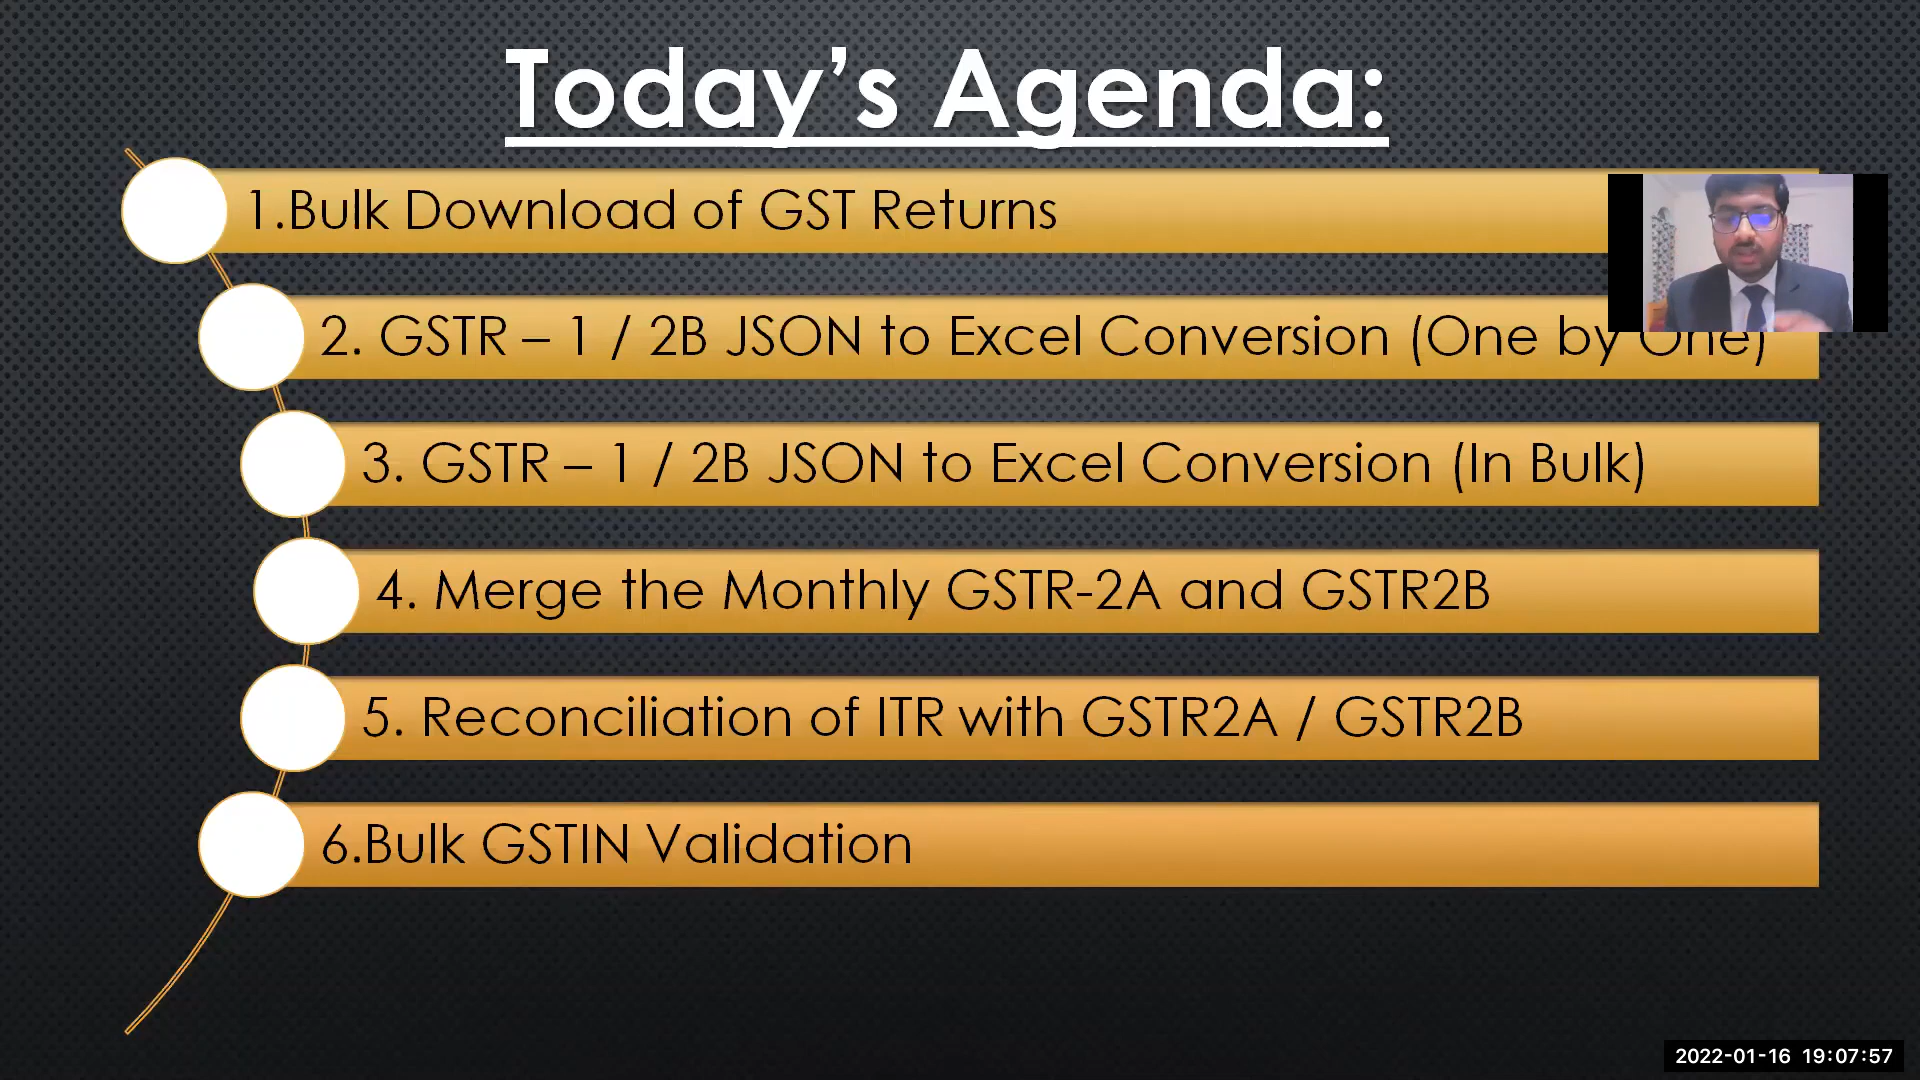 Today’s Agenda:
1.Bulk Download of GST Returns
2. GSTR – 1 / 2B JSON to Excel Conversion (One by One)
3. GSTR – 1 / 2B JSON to Excel Conversion (In Bulk)
4. Merge the Monthly GSTR-2A and GSTR2B
5. Reconciliation of ITR with GSTR2A / GSTR2B
6.Bulk GSTIN Validation
2022-01-16 19:07:57